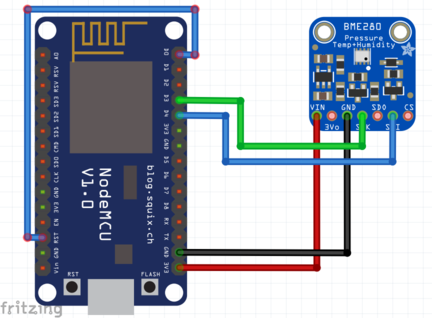 A0
RSV
RSV
SD3
SD2
SD1
CMD
SD0
CLK
GND
3V3
EN
RST
GND
Vin
D0
D1
D2
D3
D4
3V3
GND
D5
D6
D7
D8
RX
TX
GND
3V3
blog.squix.ch
NodeMCU
V1.0
RST
FLASH
BME280
Pressure
Temp+Humidity
VIN GND SDO CS
3Vo
fritzing